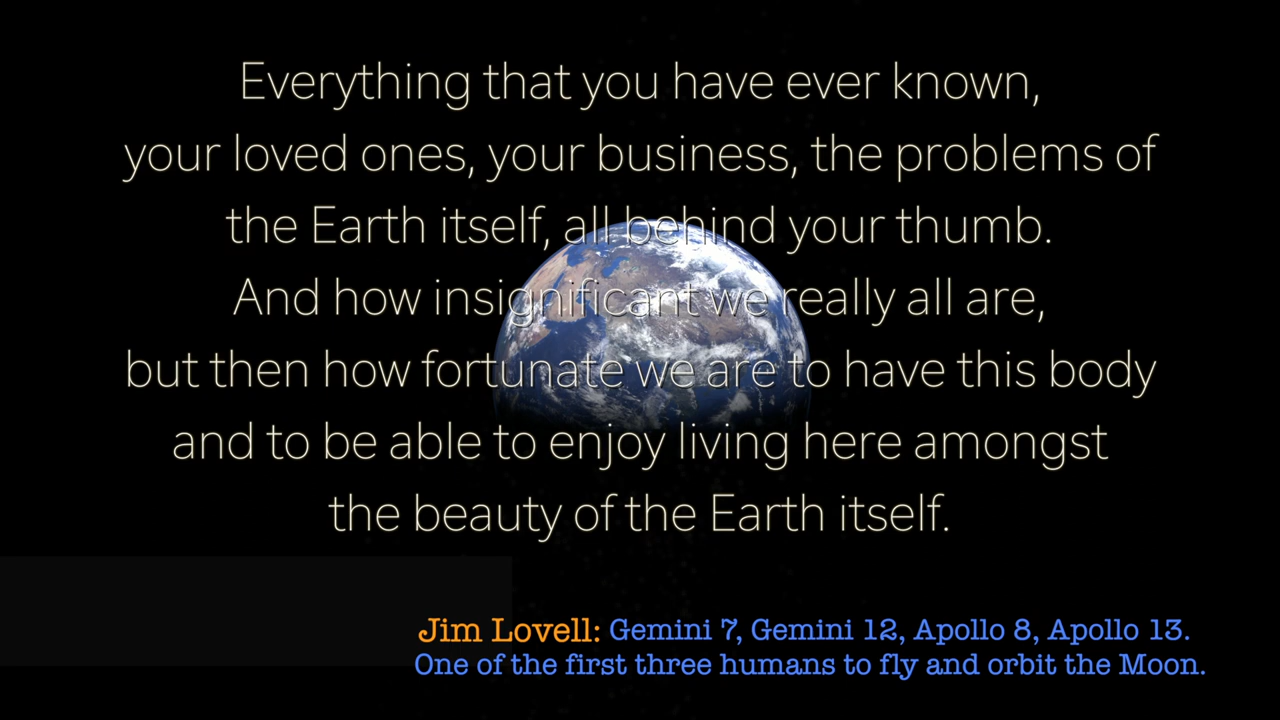 Everything that you have ever known,
your loved ones, your business, the problems of
the Earth itself, all behind your thumb.
And how insignificant we really all are,
but then how fortunate we are to have this body
and to be able to enjoy living here amongst
the beauty of the Earth itself.
Jim Lovell: Gemini 7, Gemini 12, Apollo 8, Apollo 13.
One of the first three humans to fly and orbit the Moon.